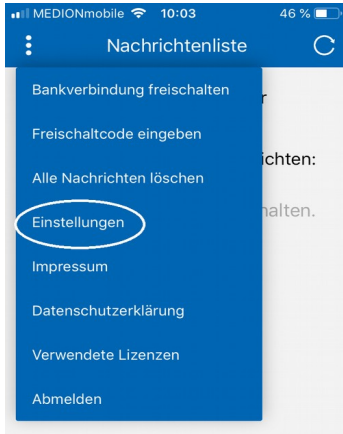 MEDIONmobile 10:03 46 %
Nachrichtenliste
Bankverbindung freischalten
r
Freischaltcode eingeben
ichten:
Alle Nachrichten löschen
halten.
Einstellungen
Impressum
Datenschutzerklärung
Verwendete Lizenzen
Abmelden